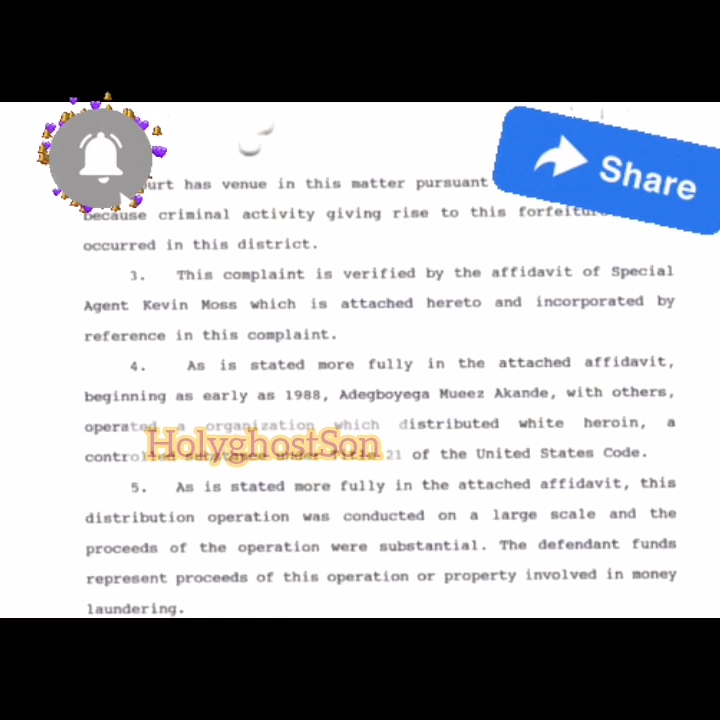 Share
ourt has venue in this matter pursuant
because criminal activity giving rise to this
occurred in this district.
3. This complaint is verified by the affidavit of Special
Agent Kevin Moss which is attached hereto and incorporated by
reference in this complaint.
4. As is stated more fully in the attached affidavit,
beginning as early as 1988, Adegboyega Mueez Akande, with others,
operated a organization which distributed white heroin, a
HolyghostSon
controlled substance under Title 21 of the United States Code.
5. As is stated more fully in the attached affidavit, this
distribution operation was conducted on a large scale and the
proceeds of the operation were substantial. The defendant funds
represent proceeds of this operation or property involved in money
laundering.